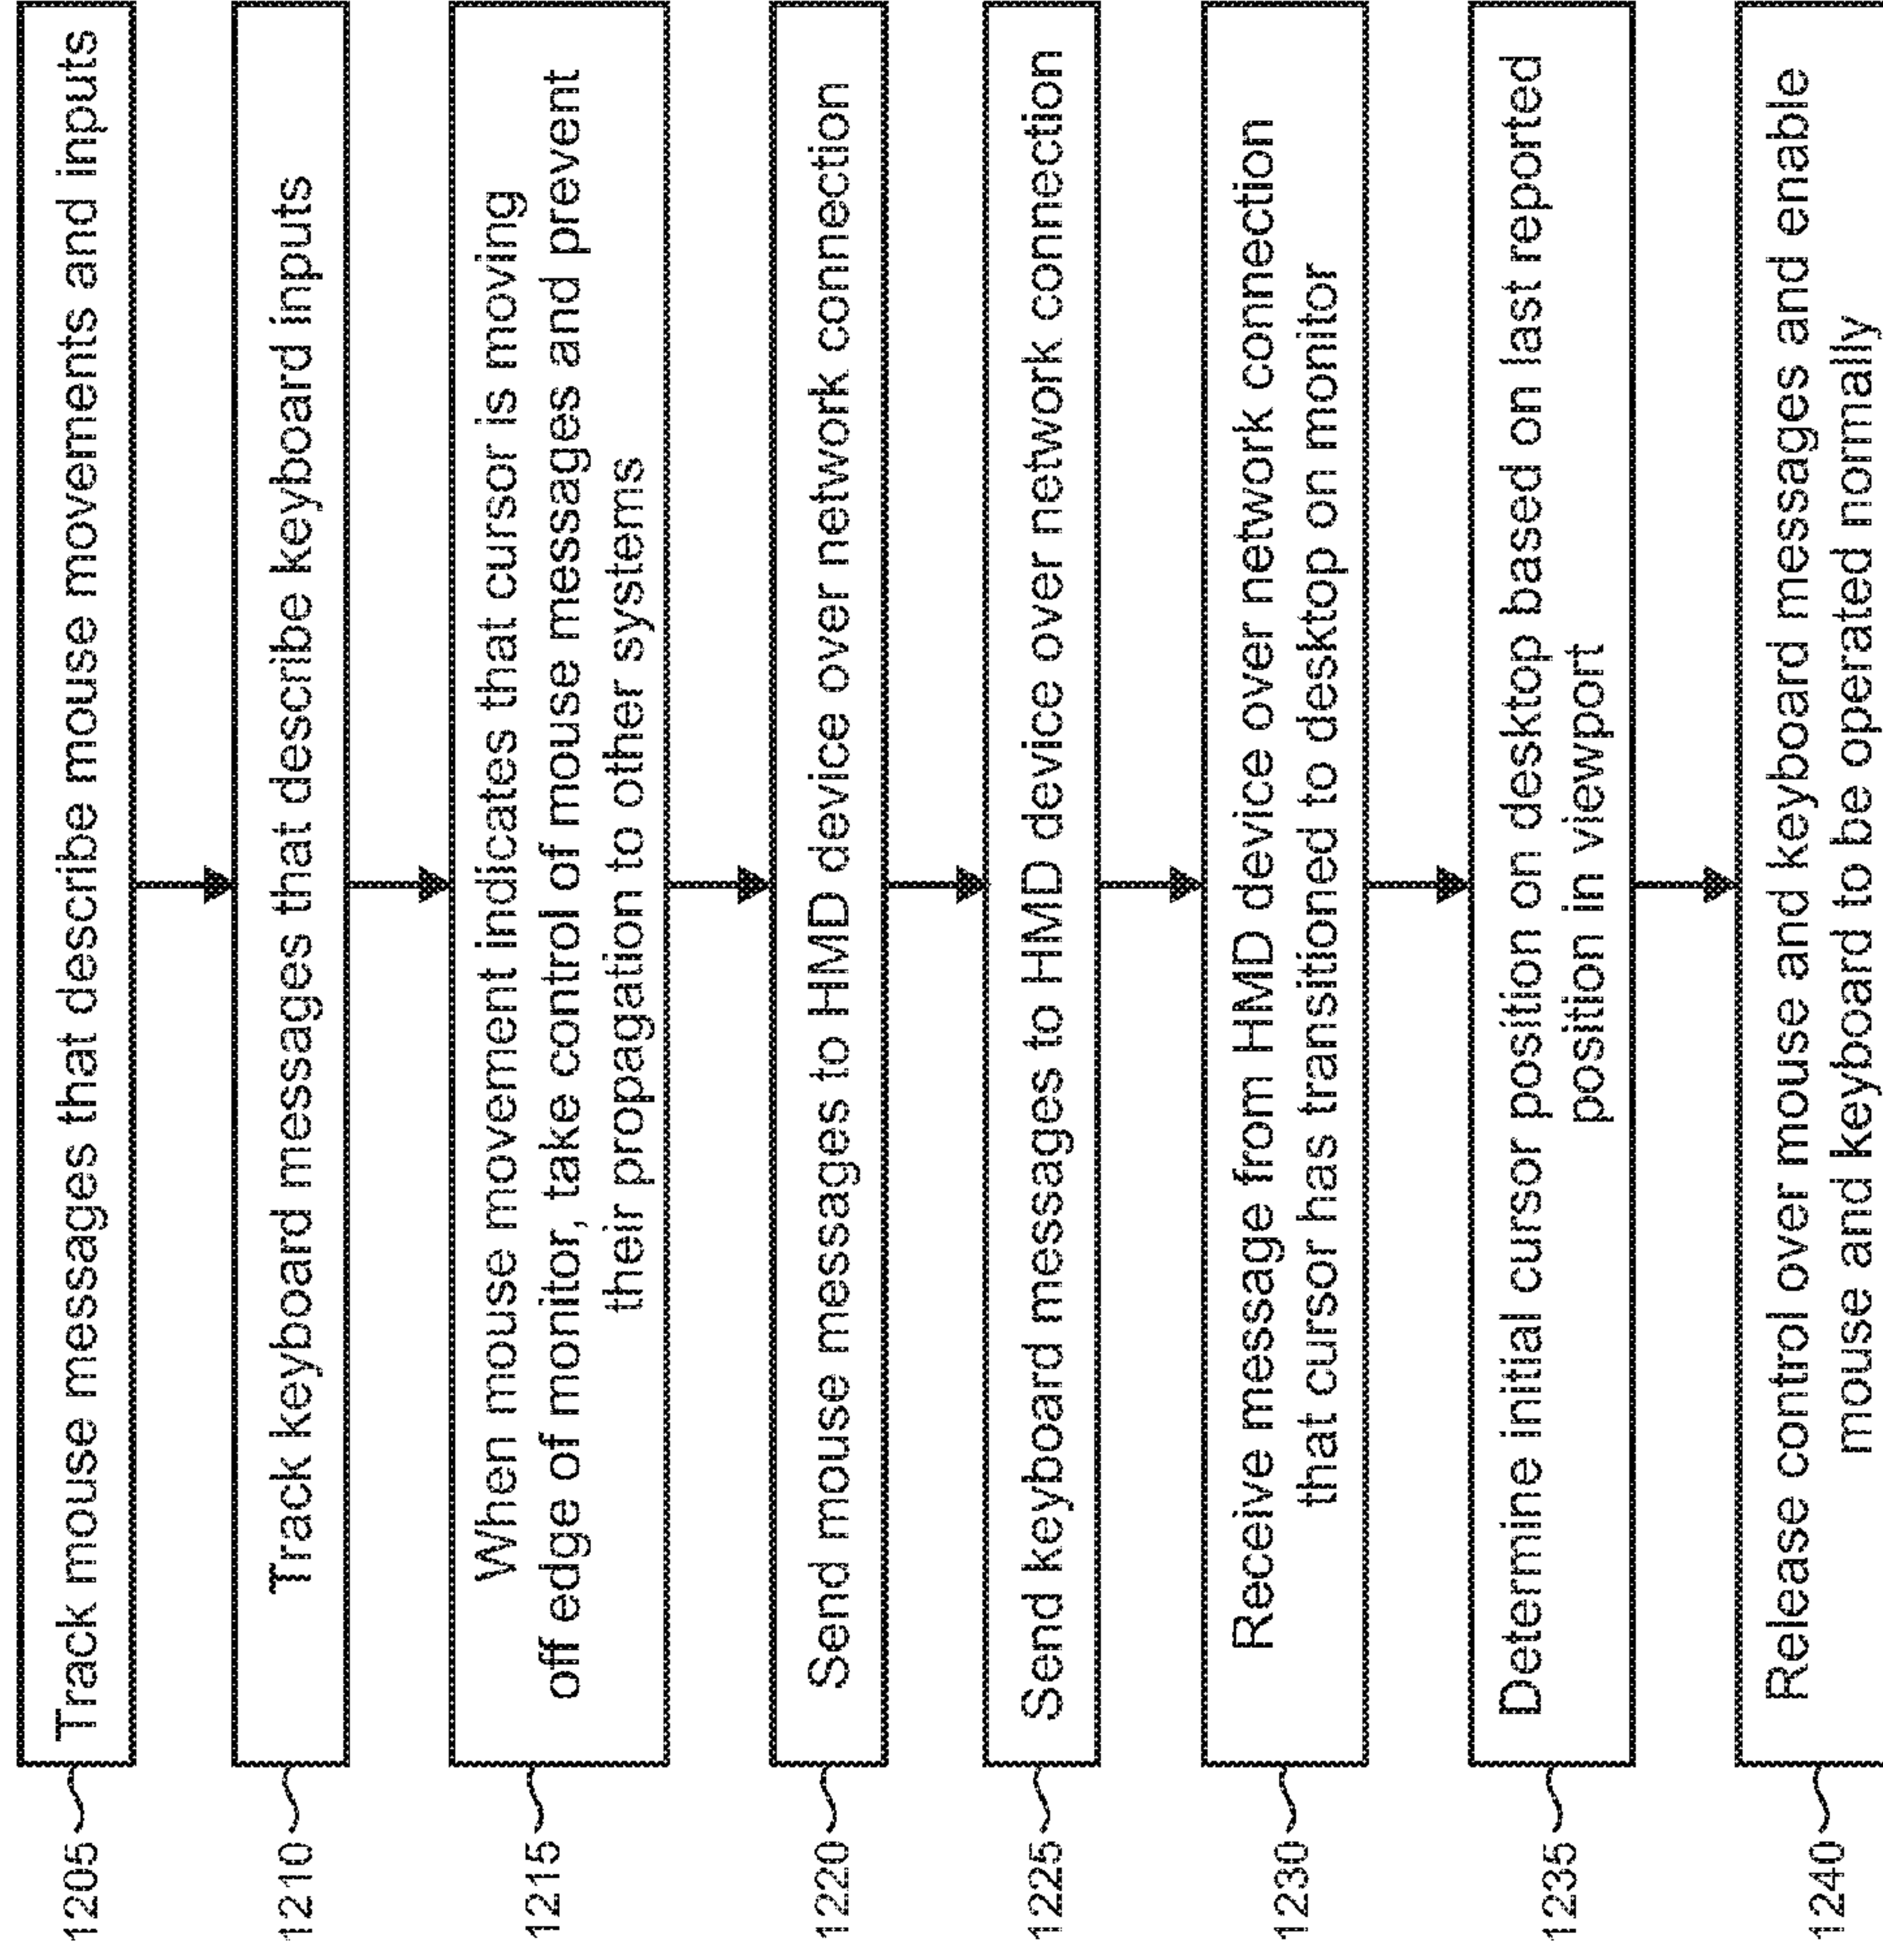 1205
Track mouse messages that describe mouse movements and inputs
1210
Track keyboard messages that describe keyboard inputs
1215
When mouse movement indicates that cursor is moving
off edge of monitor, take control of mouse messages and prevent
their propagation to other systems
1220
Send mouse messages to HMD device over network connection
1225
Send keyboard messages to HMD device over network connection
1230
Receive message from HMD device over network connection
that cursor has transitioned to desktop on monitor
1235
Determine initial cursor position on desktop based on last reported
position in viewport
1240
Release control over mouse and keyboard messages and enable
mouse and keyboard to be operated normally